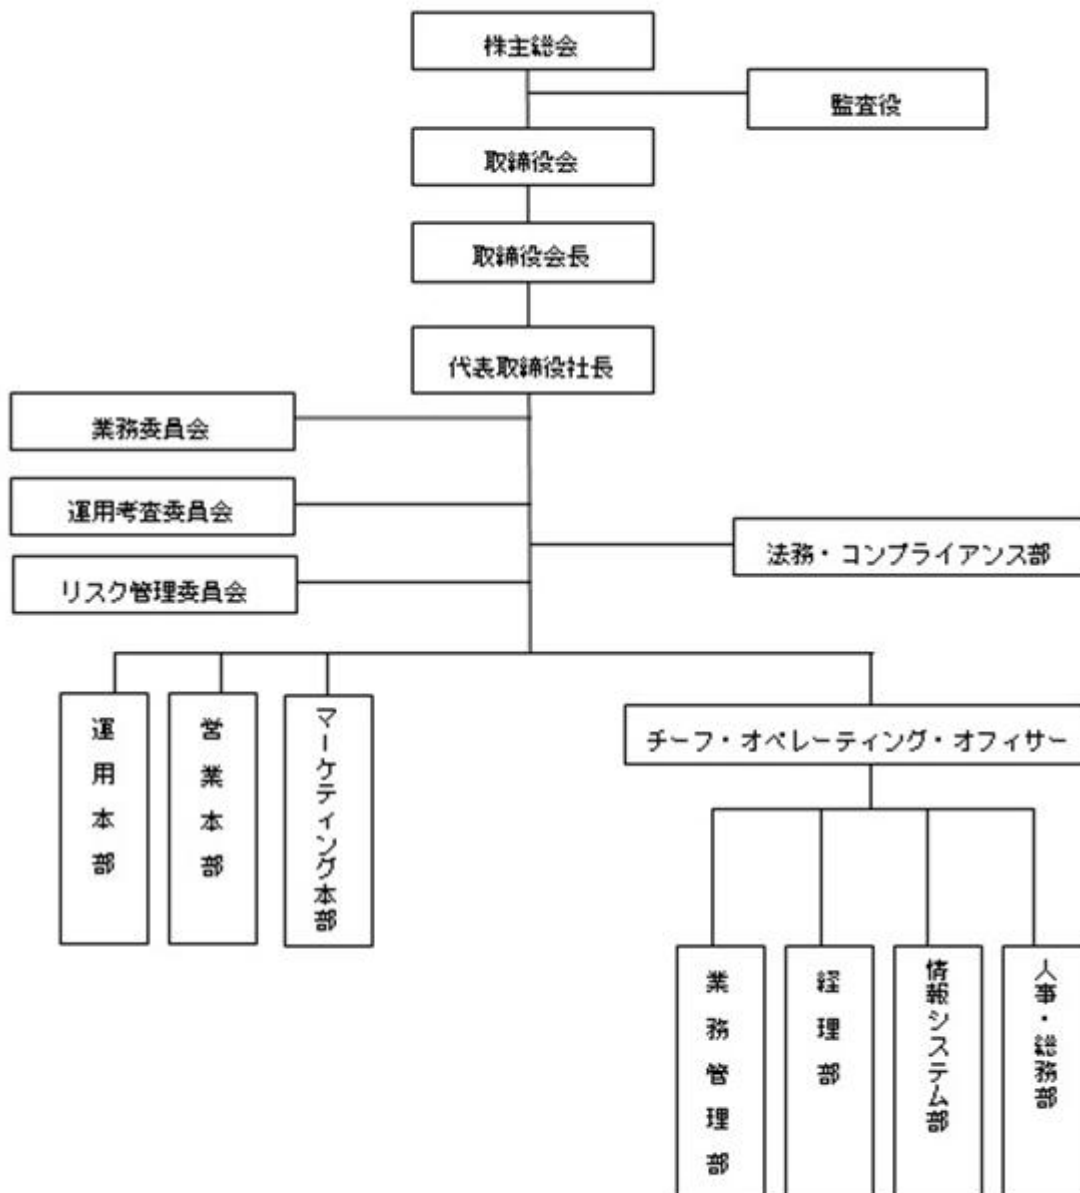 株主総会
監査役
取締役会
取締役会長
代表取締役社長
業務委員会
運用考査委員会
法務・コンプライアンス部
リスク管理委員会
運用本部
営業本部
マーケティング本部
チーフ・オペレーティング・オフィサー
業務管理部
経理部
情報システム部
人事・総務部